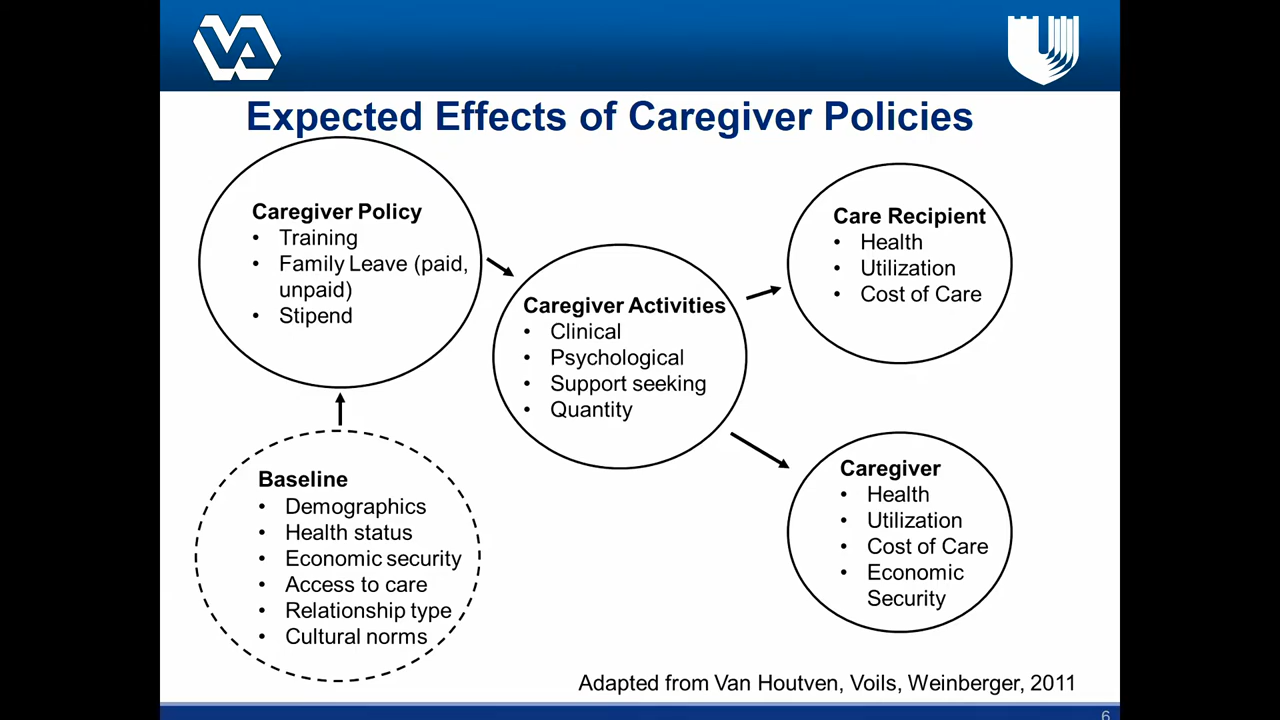 VA
Expected Effects of Caregiver Policies
Caregiver Policy
• Training
• Family Leave (paid,
unpaid)
• Stipend
Caregiver Activities
• Clinical
• Psychological
• Support seeking
• Quantity
Care Recipient
• Health
• Utilization
• Cost of Care
Baseline
• Demographics
• Health status
• Economic security
• Access to care
• Relationship type
• Cultural norms
Caregiver
• Health
• Utilization
• Cost of Care
• Economic
Security
Adapted from Van Houtven, Voils, Weinberger, 2011
6